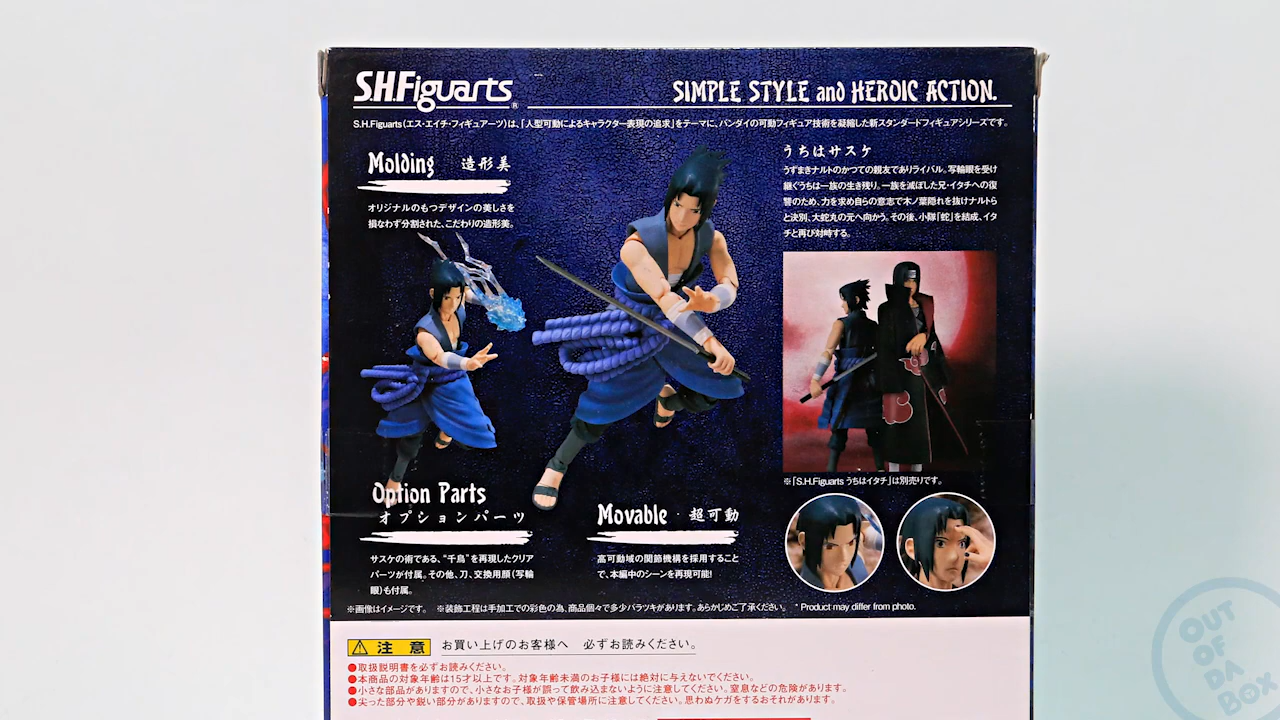 S.H.Figuarts®
SIMPLE STYLE and HEROIC ACTION.
S.H.Figuarts(エス・エイチ・フィギュアーツ)は、「人型可動によるキャラクター表現の追求」をテーマに、バンダイの可動フィギュア技術を凝縮した新スタンダードフィギュアシリーズです。
Molding 造形美
オリジナルのもつデザインの美しさを
損なわず分割された、こだわりの造形美。
うちはサスケ
うずまきナルトのかつての親友でありライバル。写輪眼を受け
継ぐうちは一族の生き残り。一族を滅ぼした兄・イタチへの復
讐のため、力を求め自らの意志で木ノ葉隠れを抜けナルトら
と決別、大蛇丸の元へ向かう。その後、小隊「蛇」を結成、イタ
チと再び対峙する。
※「S.H.Figuarts うちはイタチ」は別売りです。
Option Parts
オプションパーツ
サスケの術である、“千鳥”を再現したクリア
パーツが付属。その他、刀、交換用顔(写輪
眼)も付属。
Movable・超可動
高可動域の関節機構を採用すること
で、本編中のシーンを再現可能!
※画像はイメージです。 ※装飾工程は手加工での彩色の為、商品個々で多少バラツキがあります。あらかじめご了承ください。 * Product may differ from photo.
注意 お買い上げのお客様へ 必ずお読みください。
●取扱説明書を必ずお読みください。
●本商品の対象年齢は15才以上です。対象年齢未満のお子様には絶対に与えないでください。
●小さな部品がありますので、小さなお子様が誤って飲み込まないように注意してください。窒息などの危険があります。
●尖った部分や鋭い部分がありますので、取扱や保管場所に注意してください。思わぬケガをするおそれがあります。
OUT
OF
DA
BOX